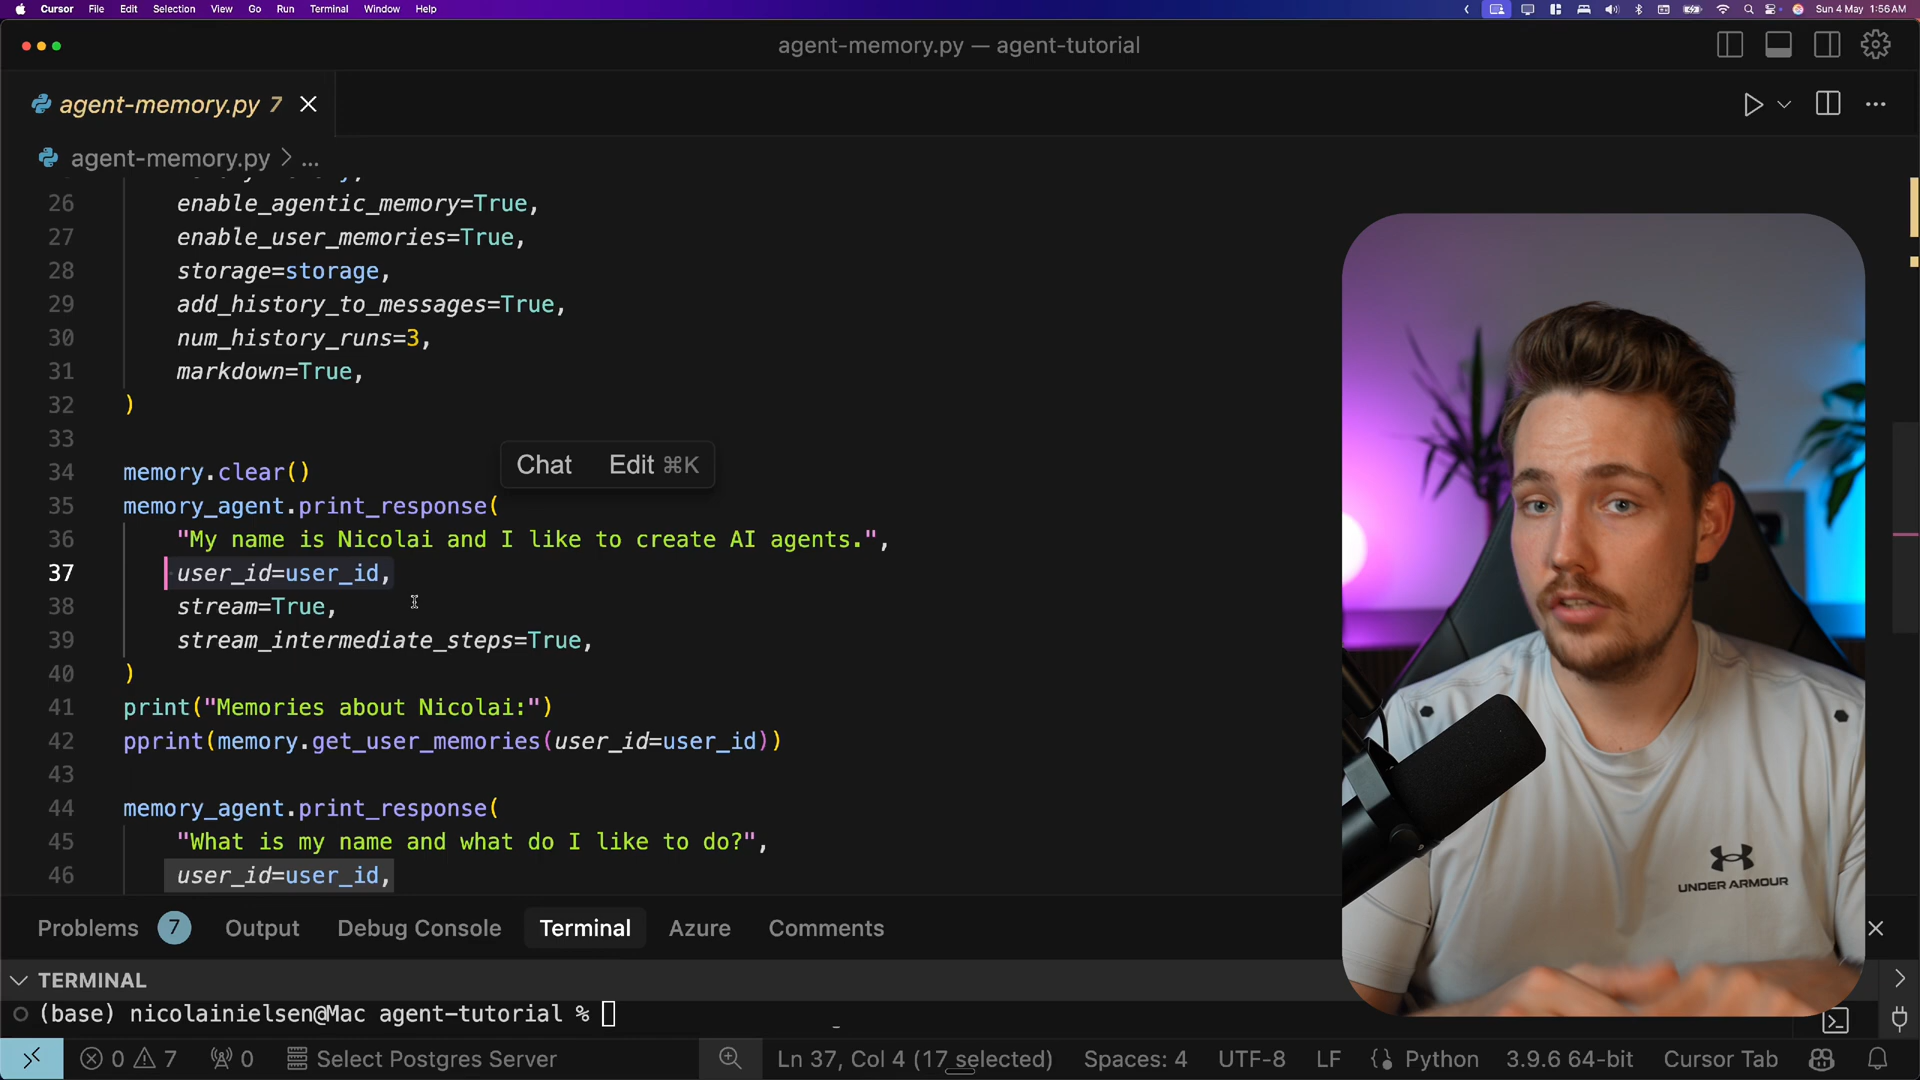 Cursor File Edit Selection View Go Run Terminal Window Help Sun 4 May 1:56 AM
agent-memory.py — agent-tutorial
agent-memory.py 7
agent-memory.py > ...
26 enable_agentic_memory=True,
27 enable_user_memories=True,
28 storage=storage,
29 add_history_to_messages=True,
30 num_history_runs=3,
31 markdown=True,
32 )
33
Chat Edit ⌘K
34 memory.clear()
35 memory_agent.print_response(
36 "My name is Nicolai and I like to create AI agents.",
37 user_id=user_id,
38 stream=True,
39 stream_intermediate_steps=True,
40 )
41 print("Memories about Nicolai:")
42 pprint(memory.get_user_memories(user_id=user_id))
43
44 memory_agent.print_response(
45 "What is my name and what do I like to do?",
46 user_id=user_id,
UNDER ARMOUR
Problems 7 Output Debug Console Terminal Azure Comments
TERMINAL
(base) nicolainielsen@Mac agent-tutorial %
0 7 0 Select Postgres Server Ln 37, Col 4 (17 selected) Spaces: 4 UTF-8 LF {} Python 3.9.6 64-bit Cursor Tab